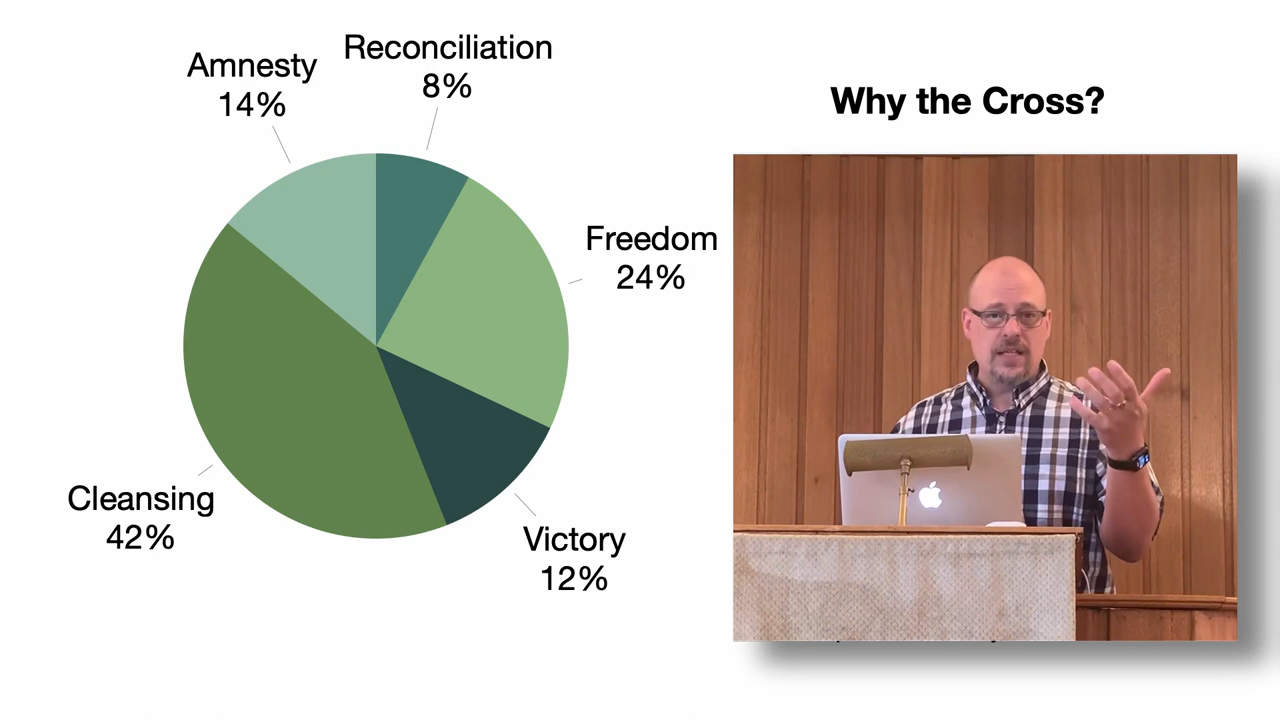 Reconciliation
8%
Amnesty
14%
Why the Cross?
Freedom
24%
Cleansing
42%
Victory
12%